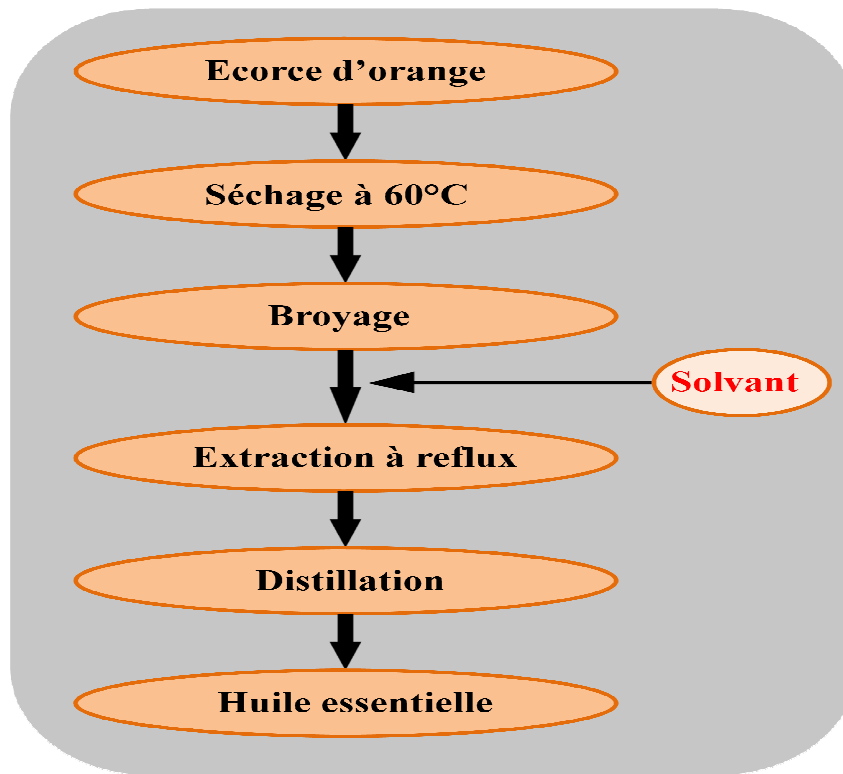 Ecorce d’orange
Séchage à 60°C
Broyage
Solvant
Extraction à reflux
Distillation
Huile essentielle